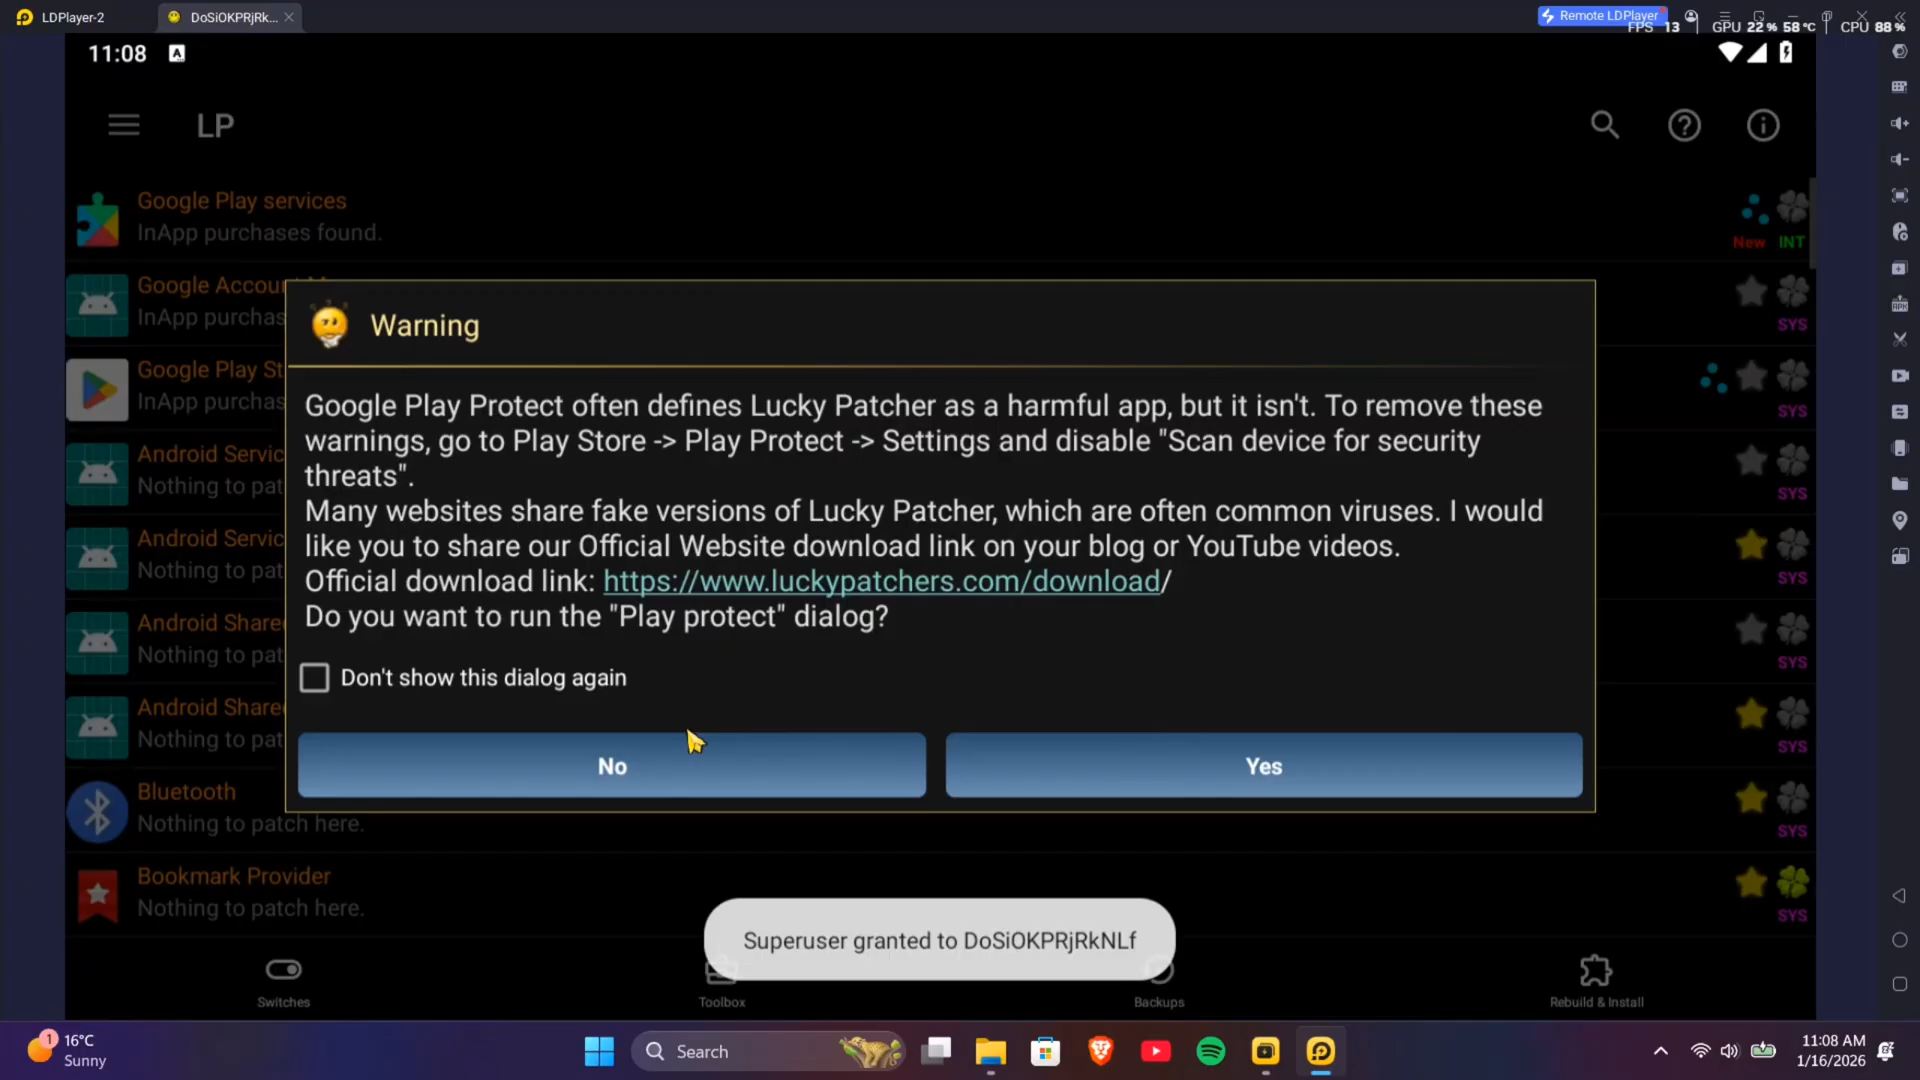 LDPlayer-2
DoSiOKPRjRk...
Remote LDPlayer
FPS 13 GPU 22 % 58 °C CPU 88 %
11:08
A
LP
Google Play services
InApp purchases found.
New INT
Google Accoun
InApp purchas
SYS
Google Play St
InApp purchas
SYS
Android Servic
Nothing to pat
SYS
Android Servic
Nothing to pat
SYS
Android Share
Nothing to pat
SYS
Android Share
Nothing to pat
SYS
Bluetooth
Nothing to patch here.
SYS
Bookmark Provider
Nothing to patch here.
SYS
Warning
Google Play Protect often defines Lucky Patcher as a harmful app, but it isn't. To remove these
warnings, go to Play Store -> Play Protect -> Settings and disable "Scan device for security
threats".
Many websites share fake versions of Lucky Patcher, which are often common viruses. I would
like you to share our Official Website download link on your blog or YouTube videos.
Official download link: https://www.luckypatchers.com/download/
Do you want to run the "Play protect" dialog?
Don't show this dialog again
No
Yes
Superuser granted to DoSiOKPRjRkNLf
Switches
Toolbox
Backups
Rebuild & Install
1
16°C
Sunny
Search
11:08 AM
1/16/2026